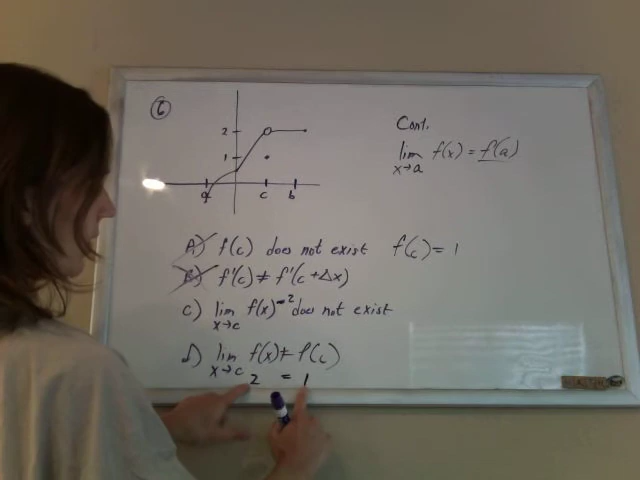 6
Cont.
lim f(x) = f(a)
x→a
2
1
a c b
A) f(c) does not exist f(c) = 1
B) f'(c) ≠ f'(c+Δx)
C) lim f(x) = 2 does not exist
x→c
d) lim f(x) ≠ f(c)
x→c 2 = 1